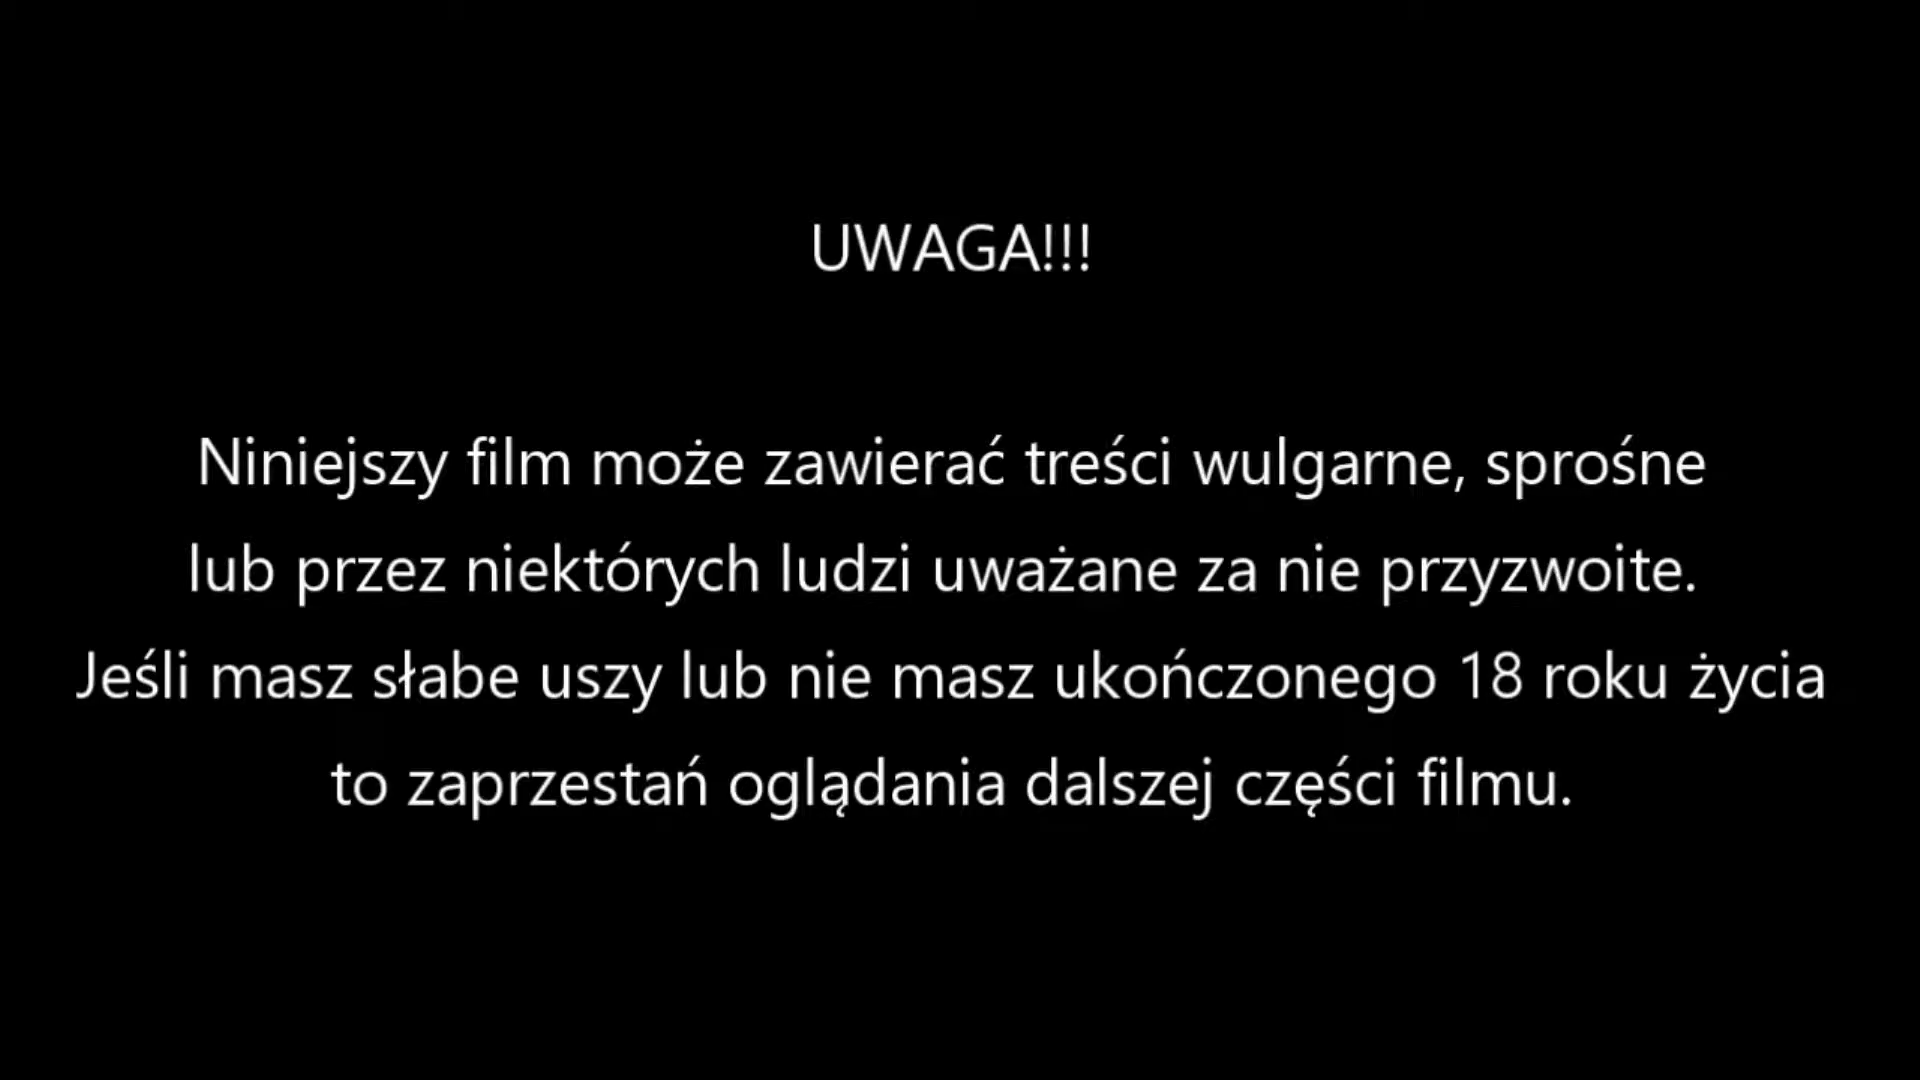 UWAGA!!!
Niniejszy film może zawierać treści wulgarne, sprośne
lub przez niektórych ludzi uważane za nie przyzwoite.
Jeśli masz słabe uszy lub nie masz ukończonego 18 roku życia
to zaprzestań oglądania dalszej części filmu.